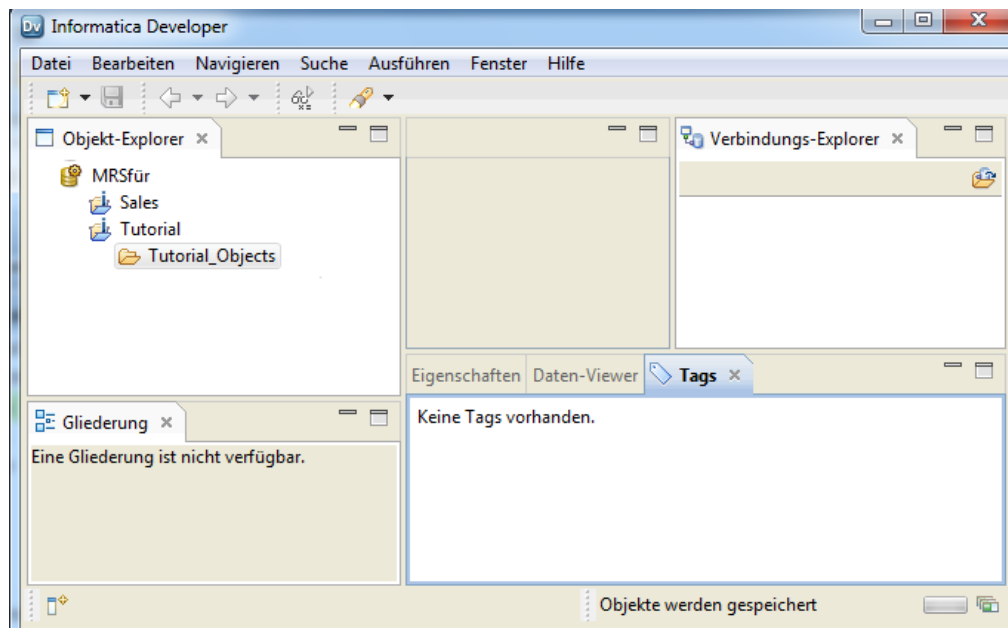 Dv Informatica Developer
Datei Bearbeiten Navigieren Suche Ausführen Fenster Hilfe
Objekt-Explorer
MRSfür
Sales
Tutorial
Tutorial_Objects
Verbindungs-Explorer
Eigenschaften Daten-Viewer Tags
Keine Tags vorhanden.
Gliederung
Eine Gliederung ist nicht verfügbar.
Objekte werden gespeichert